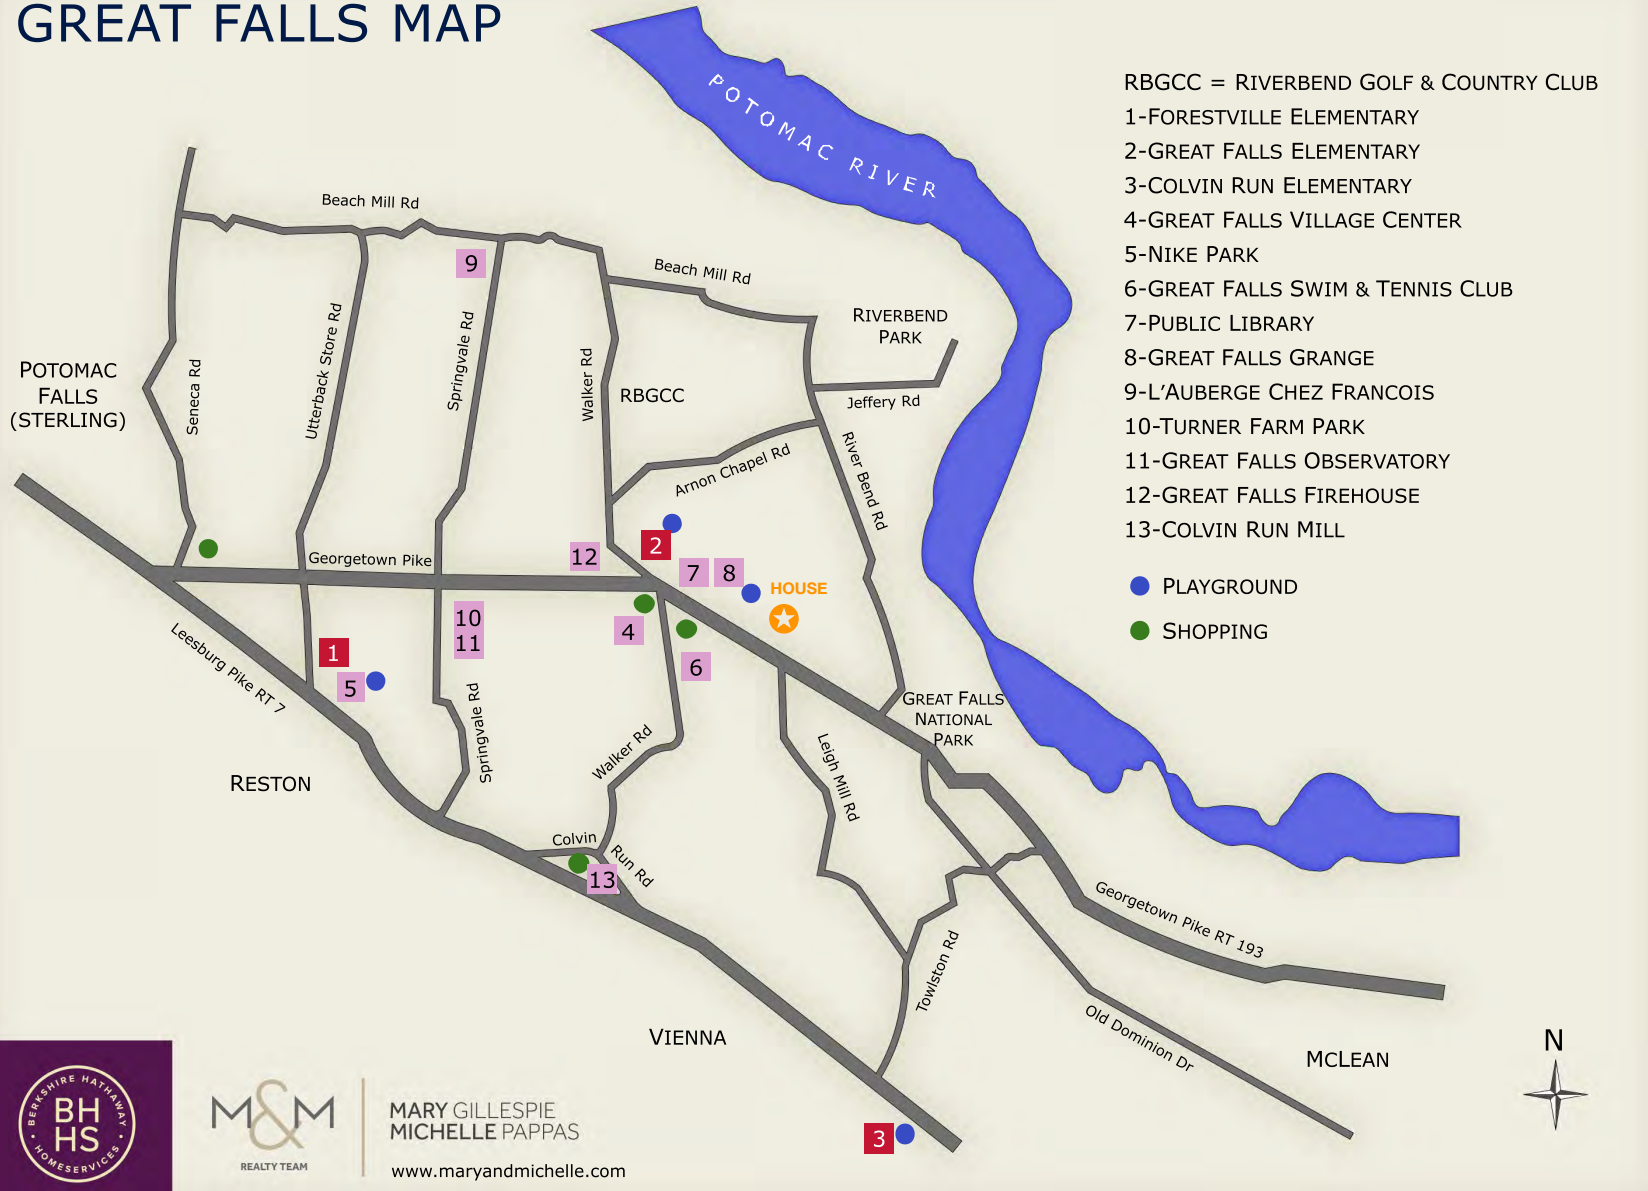 GREAT FALLS MAP
POTOMAC RIVER
RBGCC = RIVERBEND GOLF & COUNTRY CLUB
1-FORESTVILLE ELEMENTARY
2-GREAT FALLS ELEMENTARY
3-COLVIN RUN ELEMENTARY
4-GREAT FALLS VILLAGE CENTER
5-NIKE PARK
6-GREAT FALLS SWIM & TENNIS CLUB
7-PUBLIC LIBRARY
8-GREAT FALLS GRANGE
9-L'AUBERGE CHEZ FRANCOIS
10-TURNER FARM PARK
11-GREAT FALLS OBSERVATORY
12-GREAT FALLS FIREHOUSE
13-COLVIN RUN MILL
PLAYGROUND
SHOPPING
Beach Mill Rd
9
Beach Mill Rd
RIVERBEND
PARK
POTOMAC
FALLS
(STERLING)
Seneca Rd
Utterback Store Rd
Springvale Rd
Walker Rd
RBGCC
Jeffery Rd
Arnon Chapel Rd
River Bend Rd
Georgetown Pike
12
2
7
8
HOUSE
10
11
4
6
1
5
Leesburg Pike RT 7
Springvale Rd
Walker Rd
Leigh Mill Rd
GREAT FALLS
NATIONAL
PARK
RESTON
Colvin
Run Rd
13
Georgetown Pike RT 193
Towlston Rd
Old Dominion Dr
VIENNA
MCLEAN
N
3
BERKSHIRE HATHAWAY
BH
HS
HOMESERVICES
M&M
REALTY TEAM
MARY GILLESPIE
MICHELLE PAPPAS
www.maryandmichelle.com